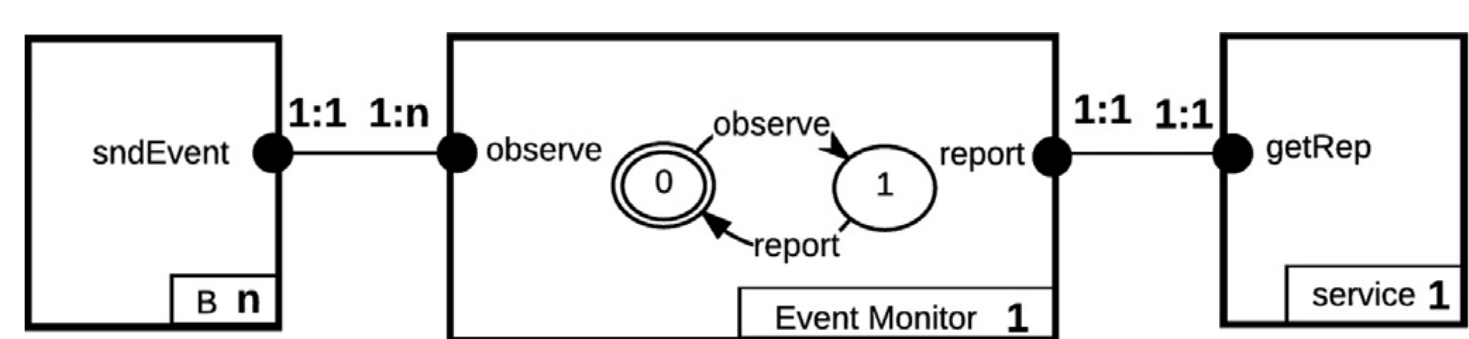 sndEvent
B n
1:1 1:n
observe
0
observe
1
report
report
Event Monitor 1
1:1 1:1
getRep
service 1